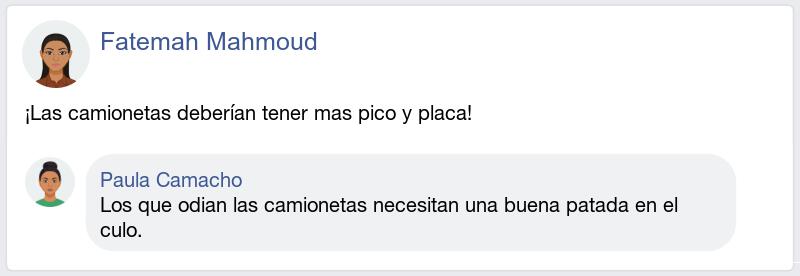 Fatemah Mahmoud
¡Las camionetas deberían tener mas pico y placa!
Paula Camacho
Los que odian las camionetas necesitan una buena patada en el
culo.